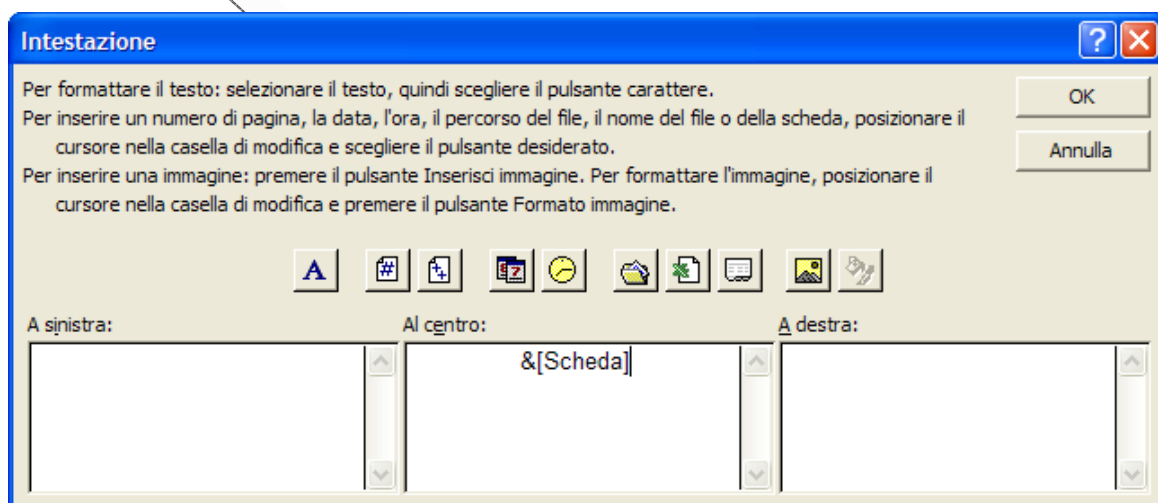 Intestazione
Per formattare il testo: selezionare il testo, quindi scegliere il pulsante carattere.
Per inserire un numero di pagina, la data, l'ora, il percorso del file, il nome del file o della scheda, posizionare il
cursore nella casella di modifica e scegliere il pulsante desiderato.
Per inserire una immagine: premere il pulsante Inserisci immagine. Per formattare l'immagine, posizionare il
cursore nella casella di modifica e premere il pulsante Formato immagine.
OK
Annulla
A sinistra:
Al centro:
A destra:
&[Scheda]